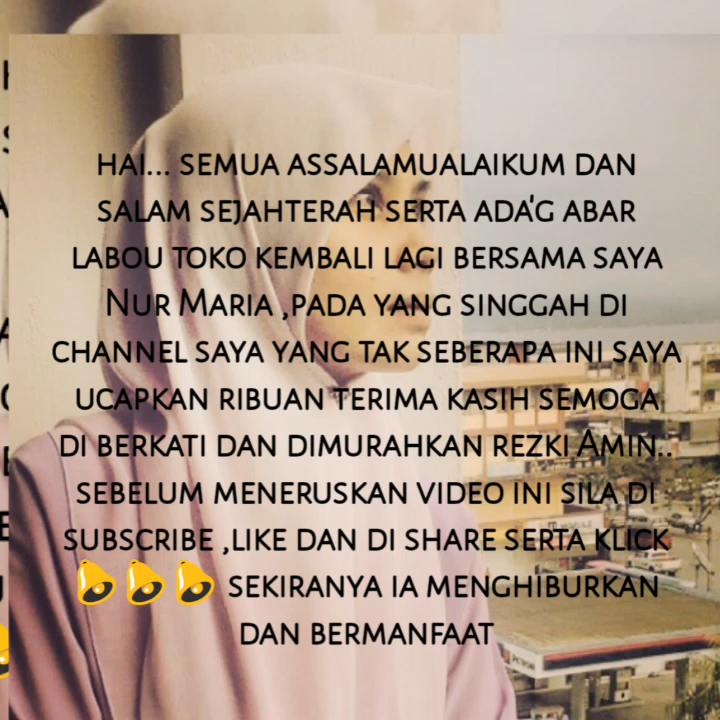 HAI... SEMUA ASSALAMUALAIKUM DAN
SALAM SEJAHTERAH SERTA ADA'G ABAR
LABOU TOKO KEMBALI LAGI BERSAMA SAYA
NUR MARIA ,PADA YANG SINGGAH DI
CHANNEL SAYA YANG TAK SEBERAPA INI SAYA
UCAPKAN RIBUAN TERIMA KASIH SEMOGA
DI BERKATI DAN DIMURAHKAN REZKI AMIN..
SEBELUM MENERUSKAN VIDEO INI SILA DI
SUBSCRIBE ,LIKE DAN DI SHARE SERTA KLICK
🔔🔔🔔 SEKIRANYA IA MENGHIBURKAN
DAN BERMANFAAT